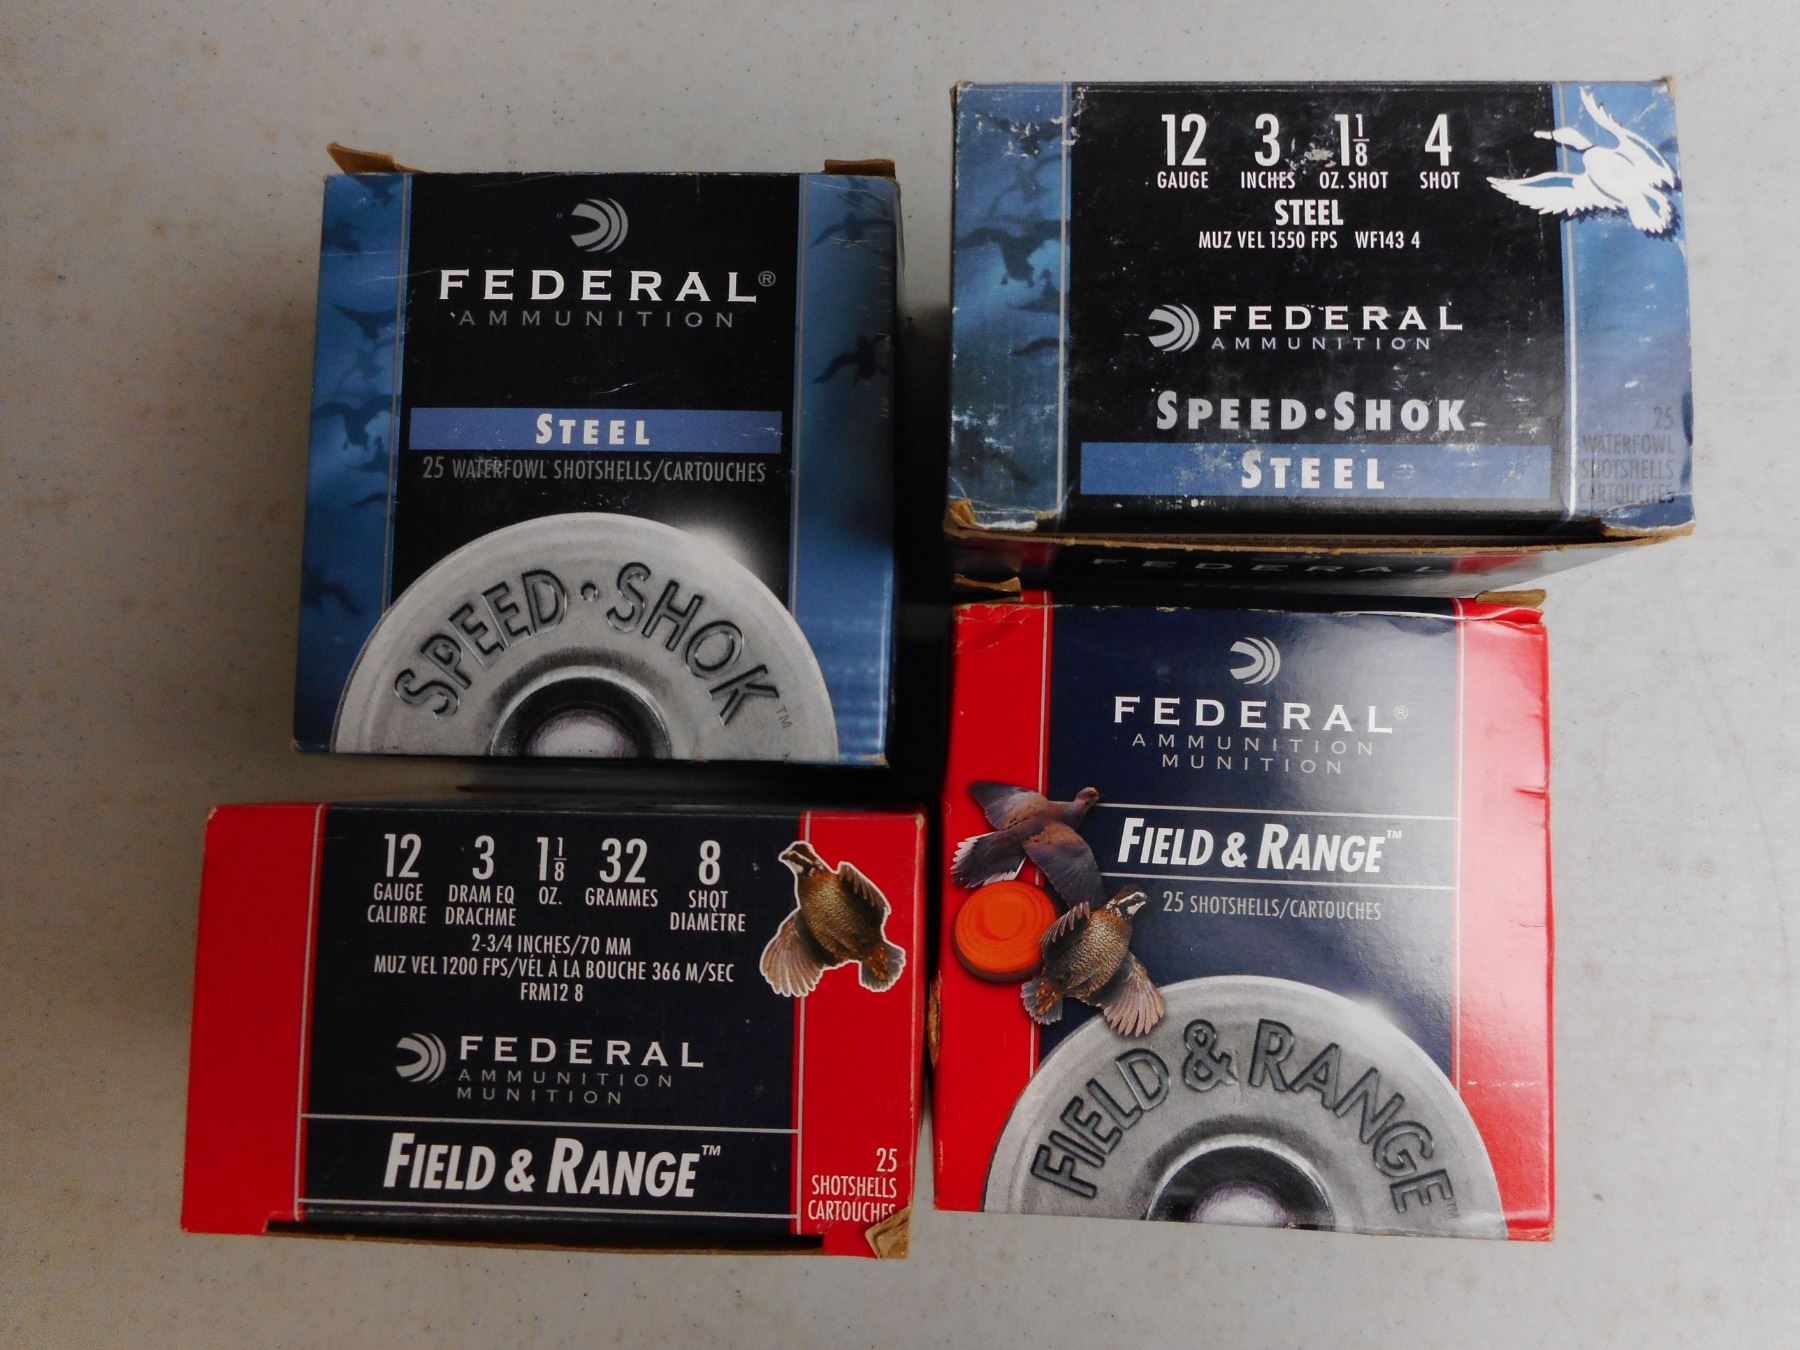 FEDERAL®
AMMUNITION
STEEL
25 WATERFOWL SHOTSHELLS/CARTOUCHES
SPEED·SHOK™
12 3 1 1/8 4
GAUGE INCHES OZ. SHOT SHOT
STEEL
MUZ VEL 1550 FPS WF143 4
FEDERAL
AMMUNITION
SPEED·SHOK
STEEL
25
WATERFOWL
SHOTSHELLS
CARTOUCHES
FEDERAL
12 3 1 1/8 32 8
GAUGE DRAM EQ OZ. GRAMMES SHOT
CALIBRE DRACHME DIAMÈTRE
2-3/4 INCHES/70 MM
MUZ VEL 1200 FPS/VÉL À LA BOUCHE 366 M/SEC
FRM12 8
FEDERAL
AMMUNITION
MUNITION
FIELD & RANGE™
25
SHOTSHELLS
CARTOUCHES
FEDERAL®
AMMUNITION
MUNITION
FIELD & RANGE™
25 SHOTSHELLS/CARTOUCHES
FIELD & RANGE™